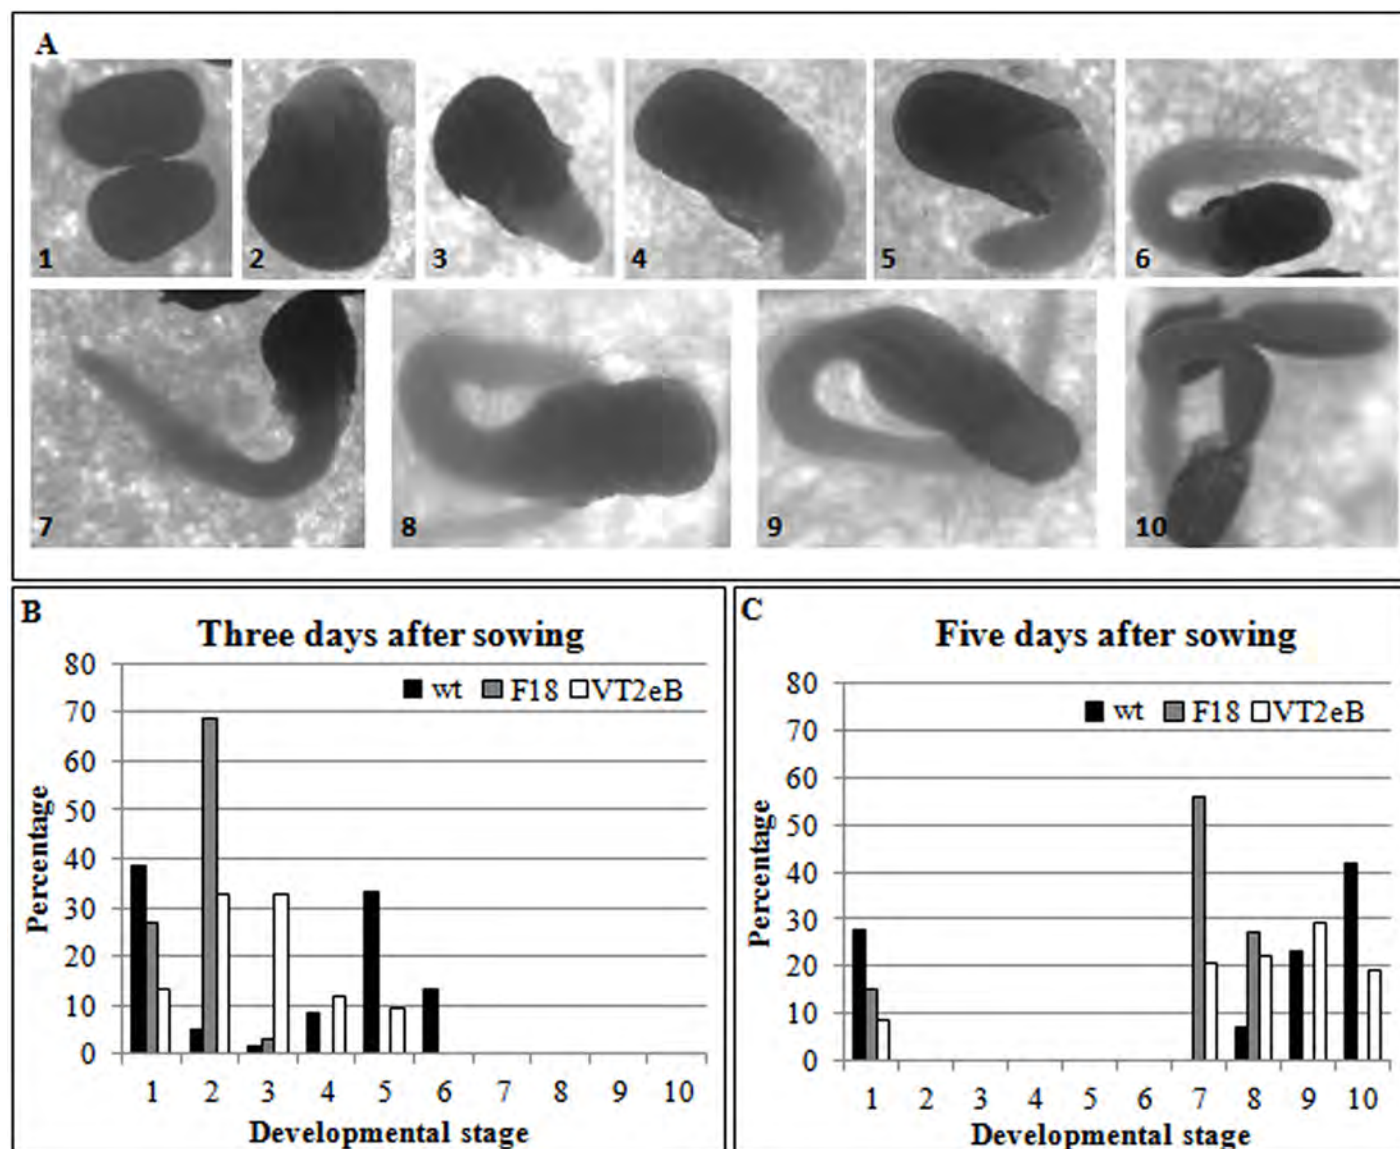 A
1 2 3 4 5 6
7 8 9 10
B
Three days after sowing
80
wt F18 VT2eB
70
60
50
40
30
20
10
0
Percentage
1 2 3 4 5 6 7 8 9 10
Developmental stage
C
Five days after sowing
80
wt F18 VT2eB
70
60
50
40
30
20
10
0
Percentage
1 2 3 4 5 6 7 8 9 10
Developmental stage